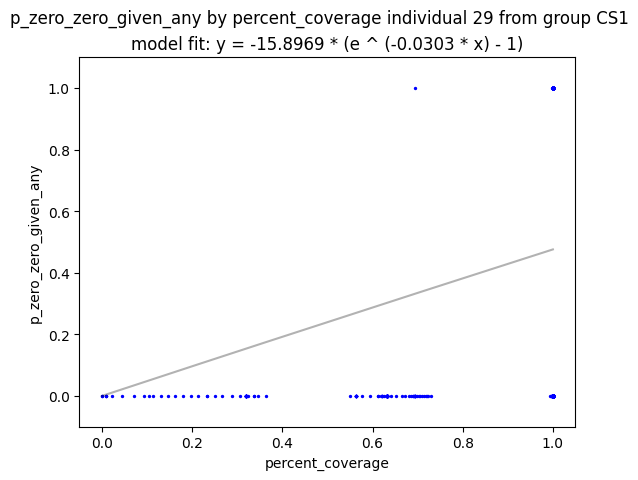 p_zero_zero_given_any by percent_coverage individual 29 from group CS1
model fit: y = -15.8969 * (e ^ (-0.0303 * x) - 1)
1.0
0.8
0.6
0.4
0.2
0.0
p_zero_zero_given_any
0.0 0.2 0.4 0.6 0.8 1.0
percent_coverage